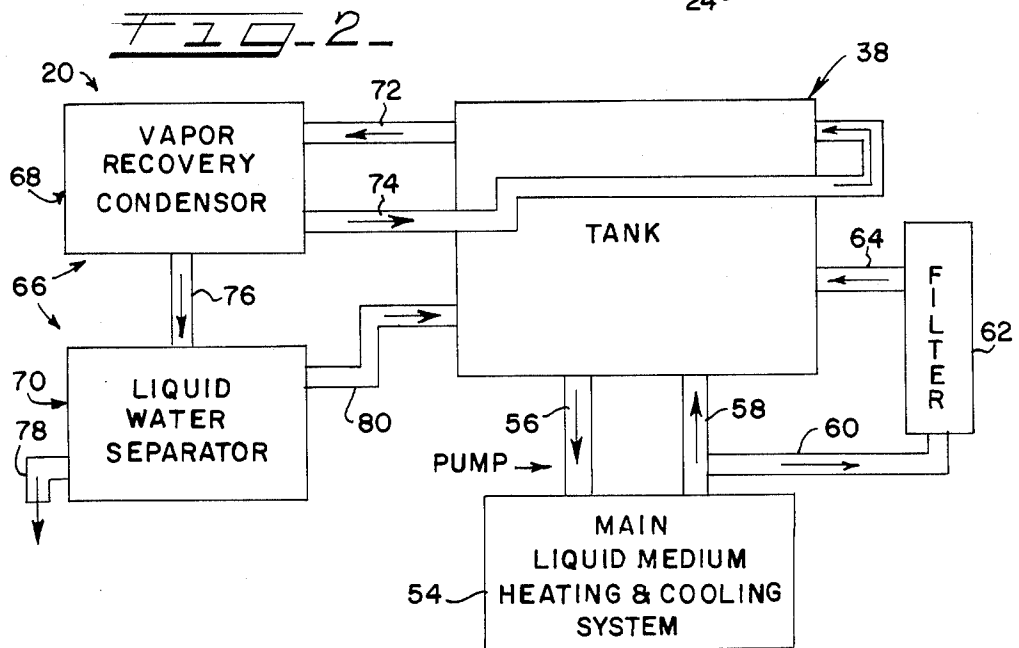 24
Fig-2-
20
38
72
VAPOR
RECOVERY
CONDENSOR
68
74
TANK
64
FILTER
62
66
76
70
LIQUID
WATER
SEPARATOR
78
80
56
58
60
PUMP
MAIN
LIQUID MEDIUM
HEATING & COOLING
SYSTEM
54